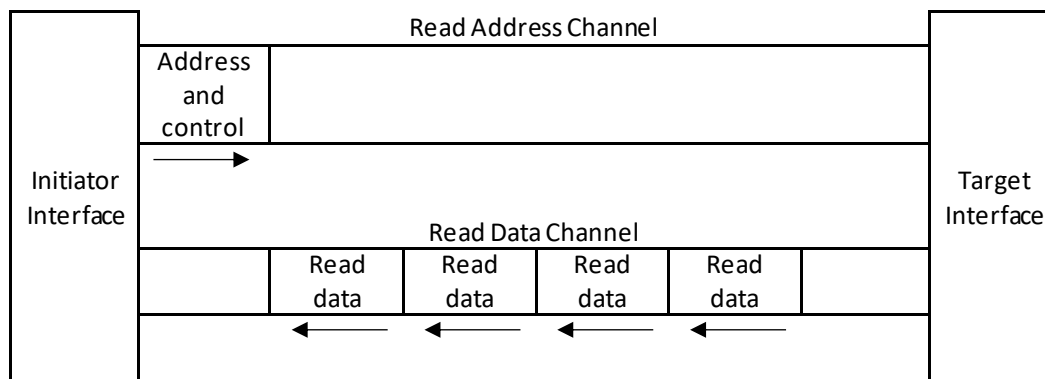 Read Address Channel
Address
and
control
Initiator
Interface
Target
Interface
Read Data Channel
Read
data
Read
data
Read
data
Read
data